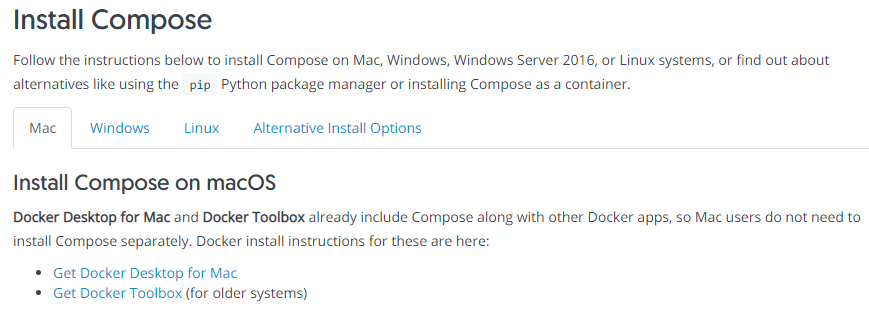 Install Compose
Follow the instructions below to install Compose on Mac, Windows, Windows Server 2016, or Linux systems, or find out about
alternatives like using the pip Python package manager or installing Compose as a container.
Mac Windows Linux Alternative Install Options
Install Compose on macOS
Docker Desktop for Mac and Docker Toolbox already include Compose along with other Docker apps, so Mac users do not need to
install Compose separately. Docker install instructions for these are here:
• Get Docker Desktop for Mac
• Get Docker Toolbox (for older systems)